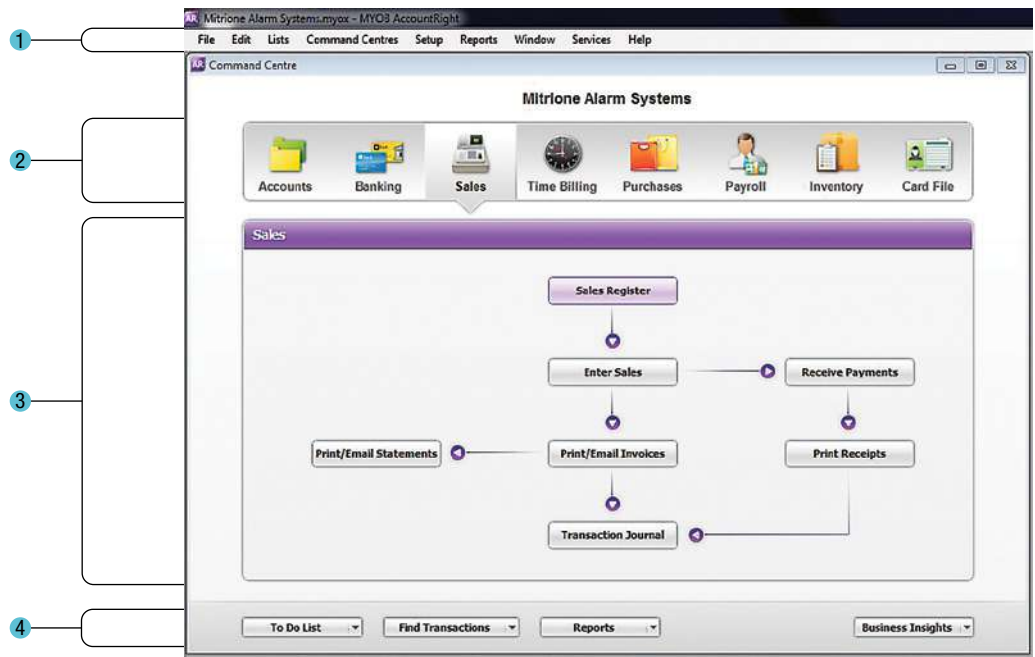 Mitrione Alarm Systems.myox - MYOB AccountRight
1
File Edit Lists Command Centres Setup Reports Window Services Help
Command Centre
Mitrione Alarm Systems
2
Accounts Banking Sales Time Billing Purchases Payroll Inventory Card File
3
Sales
Sales Register
Enter Sales Receive Payments
Print/Email Statements Print/Email Invoices Print Receipts
Transaction Journal
4
To Do List Find Transactions Reports Business Insights